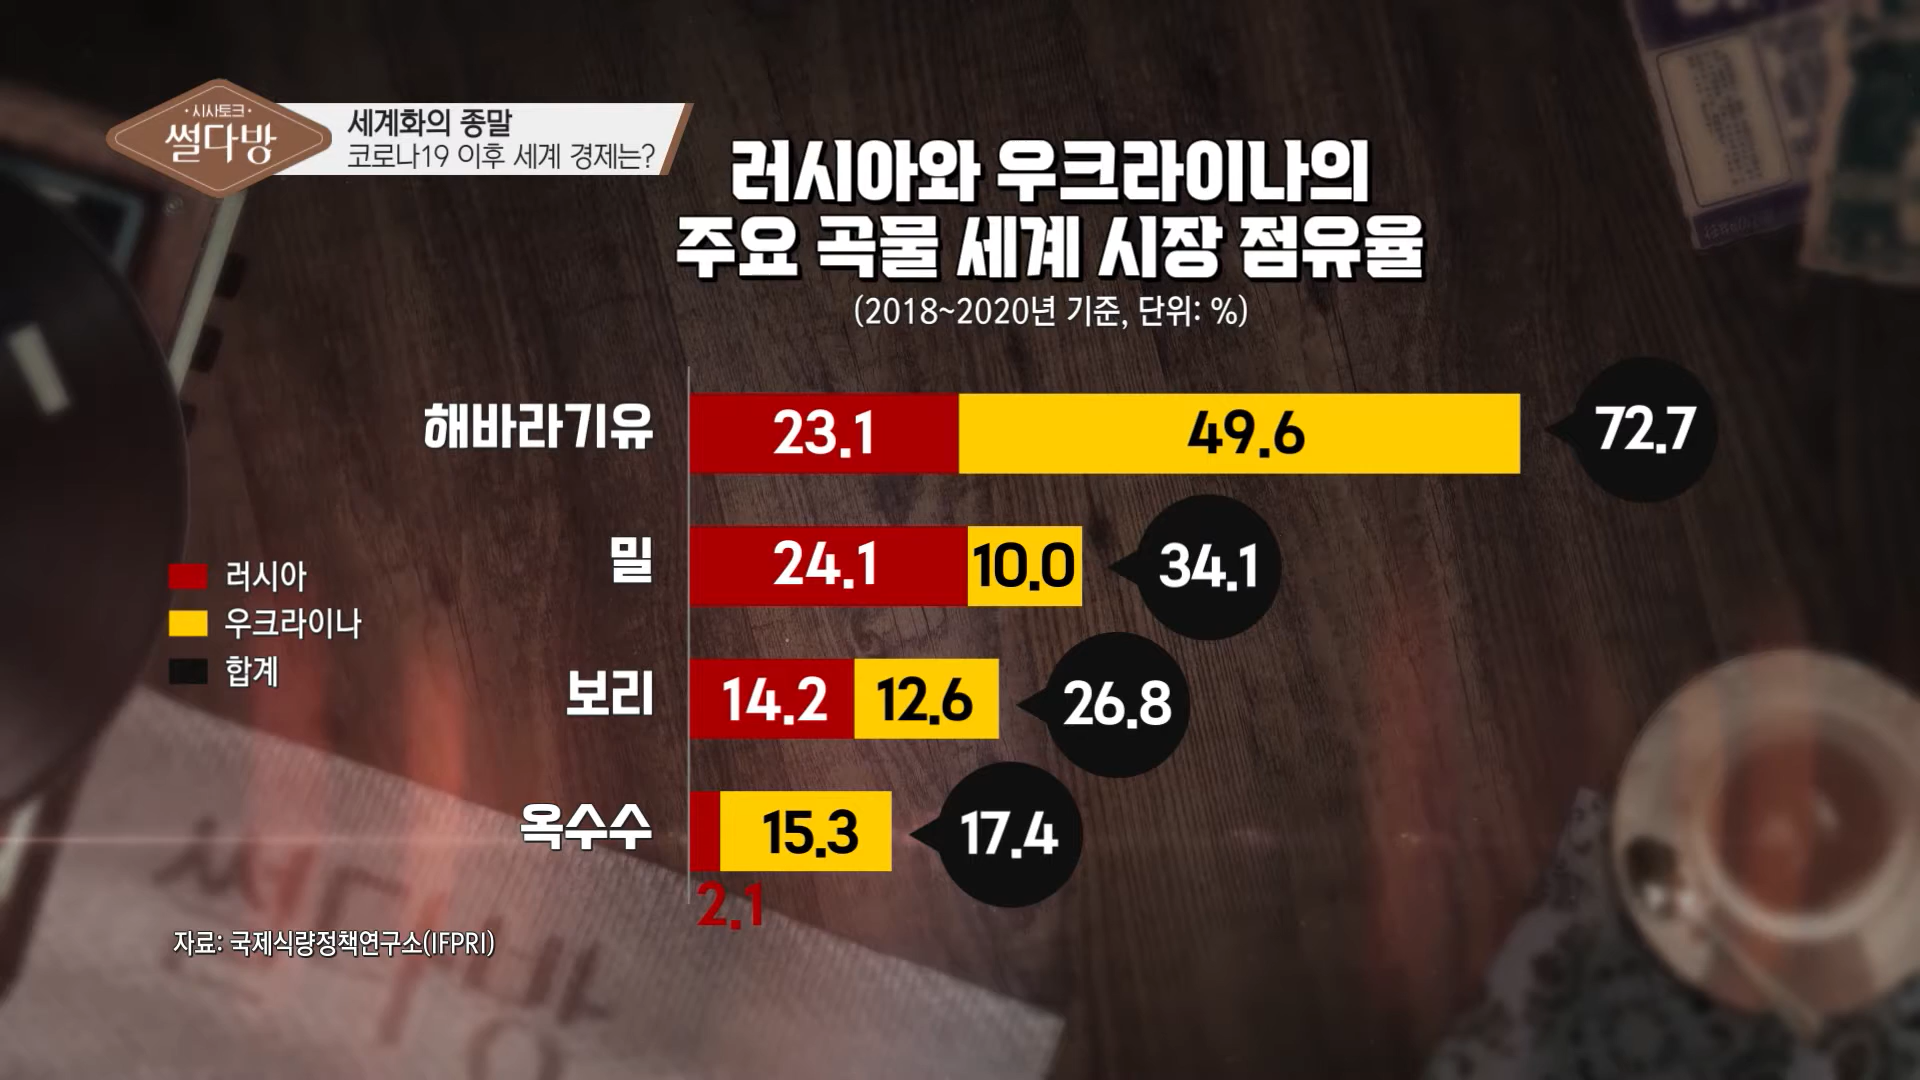 ·시사토크·
썰다방
세계화의 종말
코로나19 이후 세계 경제는?
러시아와 우크라이나의
주요 곡물 세계 시장 점유율
(2018~2020년 기준, 단위: %)
해바라기유 23.1 49.6 72.7
밀 24.1 10.0 34.1
보리 14.2 12.6 26.8
옥수수 15.3 17.4
2.1
러시아
우크라이나
합계
자료: 국제식량정책연구소(IFPRI)